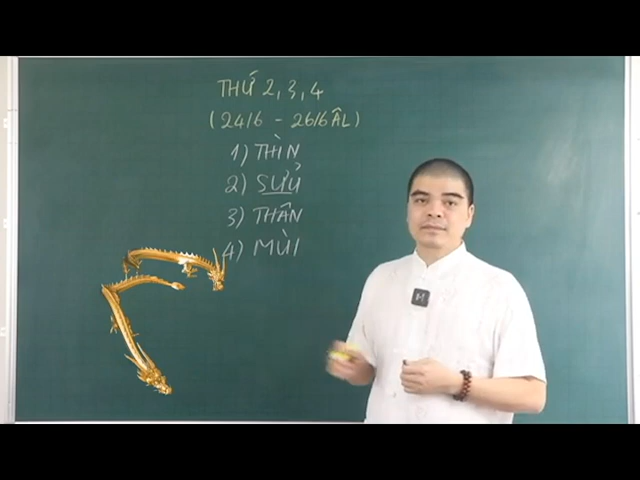 THỨ 2, 3, 4
(24/6 - 26/6 ÂL)
1) THÌN
2) SỬU
3) THÂN
4) MÙI